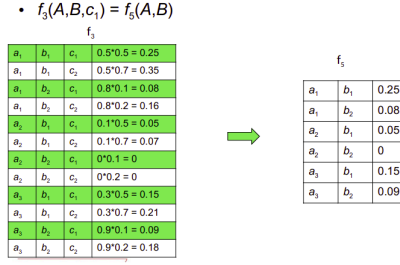 • f₃(A,B,c₁) = f₅(A,B)
f₃
a₁ b₁ c₁ 0.5*0.5 = 0.25
a₁ b₁ c₂ 0.5*0.7 = 0.35
a₁ b₂ c₁ 0.8*0.1 = 0.08
a₁ b₂ c₂ 0.8*0.2 = 0.16
a₂ b₁ c₁ 0.1*0.5 = 0.05
a₂ b₁ c₂ 0.1*0.7 = 0.07
a₂ b₂ c₁ 0*0.1 = 0
a₂ b₂ c₂ 0*0.2 = 0
a₃ b₁ c₁ 0.3*0.5 = 0.15
a₃ b₁ c₂ 0.3*0.7 = 0.21
a₃ b₂ c₁ 0.9*0.1 = 0.09
a₃ b₂ c₂ 0.9*0.2 = 0.18
f₅
a₁ b₁ 0.25
a₁ b₂ 0.08
a₂ b₁ 0.05
a₂ b₂ 0
a₃ b₁ 0.15
a₃ b₂ 0.09